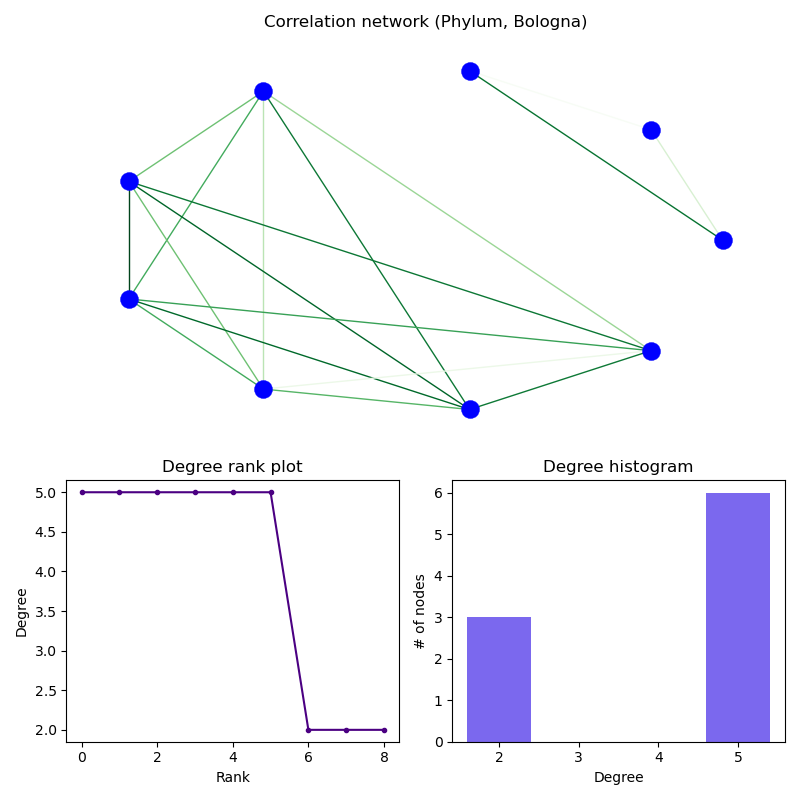 Correlation network (Phylum, Bologna)
Degree rank plot
Degree
5.0
4.5
4.0
3.5
3.0
2.5
2.0
0 2 4 6 8
Rank
Degree histogram
# of nodes
6
5
4
3
2
1
0
2 3 4 5
Degree